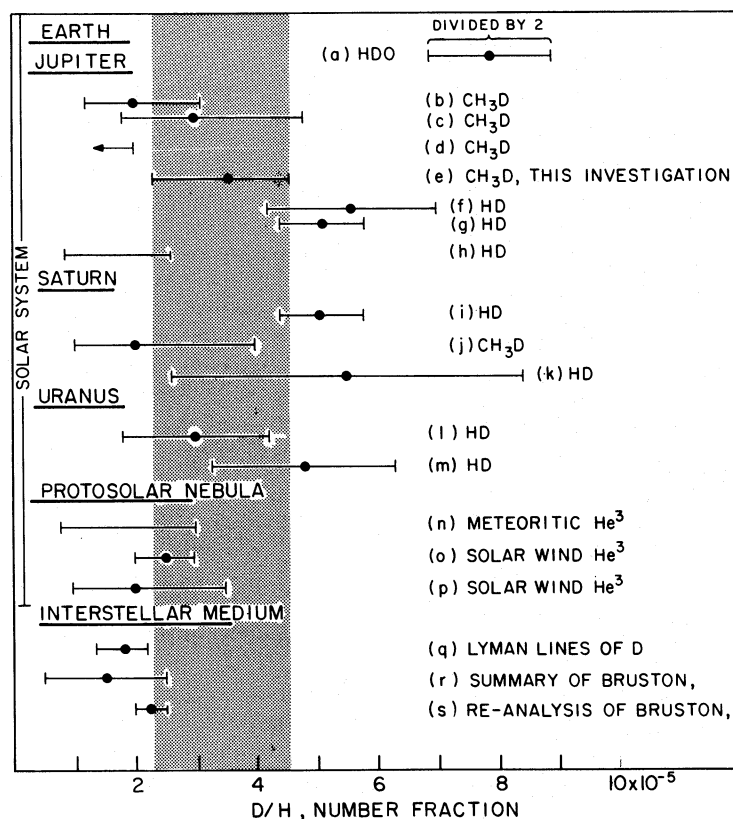 EARTH
DIVIDED BY 2
(a) HDO
JUPITER
(b) CH₃D
(c) CH₃D
(d) CH₃D
(e) CH₃D, THIS INVESTIGATION
(f) HD
(g) HD
(h) HD
SATURN
(i) HD
(j) CH₃D
(k) HD
URANUS
(l) HD
(m) HD
PROTOSOLAR NEBULA
(n) METEORITIC He³
(o) SOLAR WIND He³
(p) SOLAR WIND He³
SOLAR SYSTEM
INTERSTELLAR MEDIUM
(q) LYMAN LINES OF D
(r) SUMMARY OF BRUSTON,
(s) RE-ANALYSIS OF BRUSTON,
2 4 6 8 10x10⁻⁵
D/H, NUMBER FRACTION